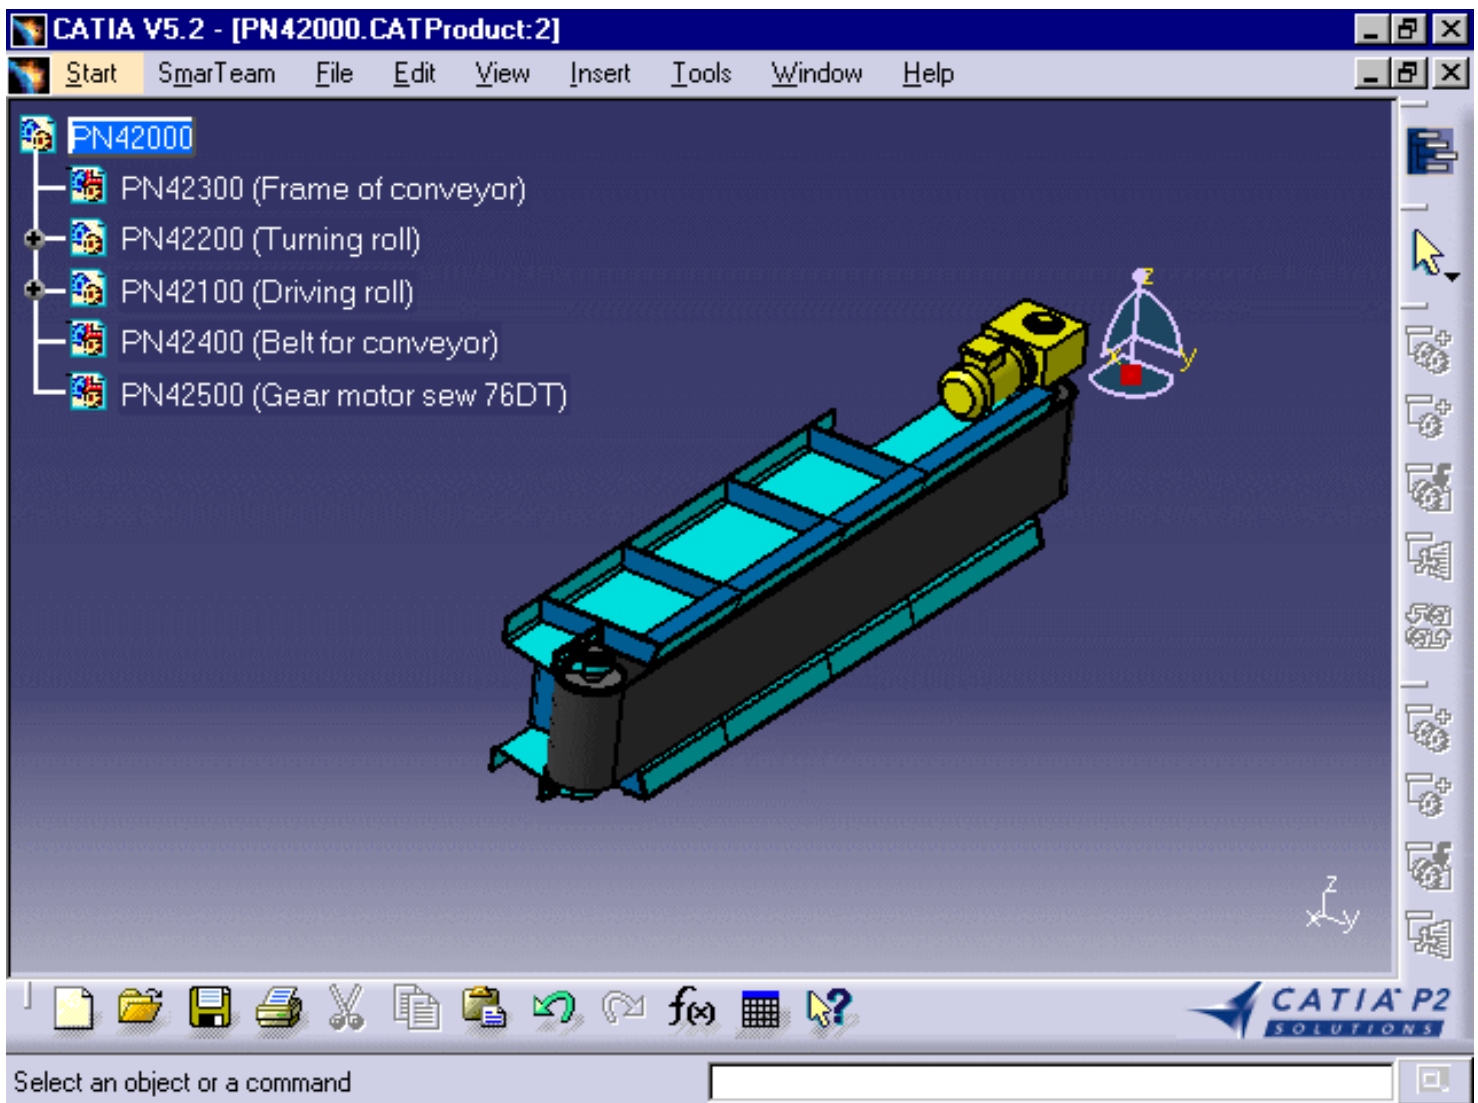 CATIA V5.2 - [PN42000.CATProduct:2]
Start SmarTeam File Edit View Insert Tools Window Help
PN42000
PN42300 (Frame of conveyor)
PN42200 (Turning roll)
PN42100 (Driving roll)
PN42400 (Belt for conveyor)
PN42500 (Gear motor sew 76DT)
z
x y
z
x y
f(x)
CATIA P2
SOLUTIONS
Select an object or a command